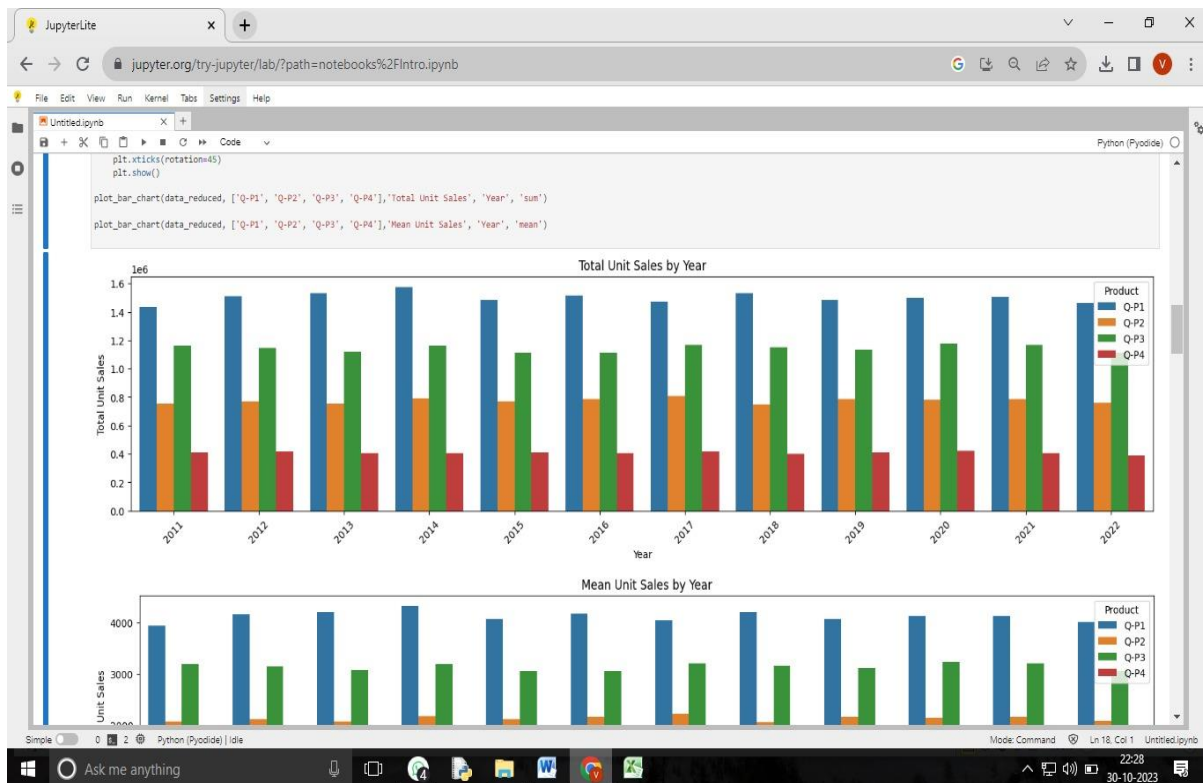 JupyterLite
jupyter.org/try-jupyter/lab/?path=notebooks%2FIntro.ipynb
G
V
File Edit View Run Kernel Tabs Settings Help
Untitled.ipynb
Code
Python (Pyodide)
plt.xticks(rotation=45)
plt.show()
plot_bar_chart(data_reduced, ['Q-P1', 'Q-P2', 'Q-P3', 'Q-P4'],'Total Unit Sales', 'Year', 'sum')
plot_bar_chart(data_reduced, ['Q-P1', 'Q-P2', 'Q-P3', 'Q-P4'],'Mean Unit Sales', 'Year', 'mean')
Total Unit Sales by Year
1e6
1.6
1.4
1.2
1.0
0.8
0.6
0.4
0.2
0.0
Total Unit Sales
Product
Q-P1
Q-P2
Q-P3
Q-P4
2011 2012 2013 2014 2015 2016 2017 2018 2019 2020 2021 2022
Year
Mean Unit Sales by Year
4000
3000
2000
Unit Sales
Product
Q-P1
Q-P2
Q-P3
Q-P4
Simple 0 2 Python (Pyodide) | Idle
Mode: Command Ln 18, Col 1 Untitled.ipynb
Ask me anything
4
W
V
22:28
30-10-2023